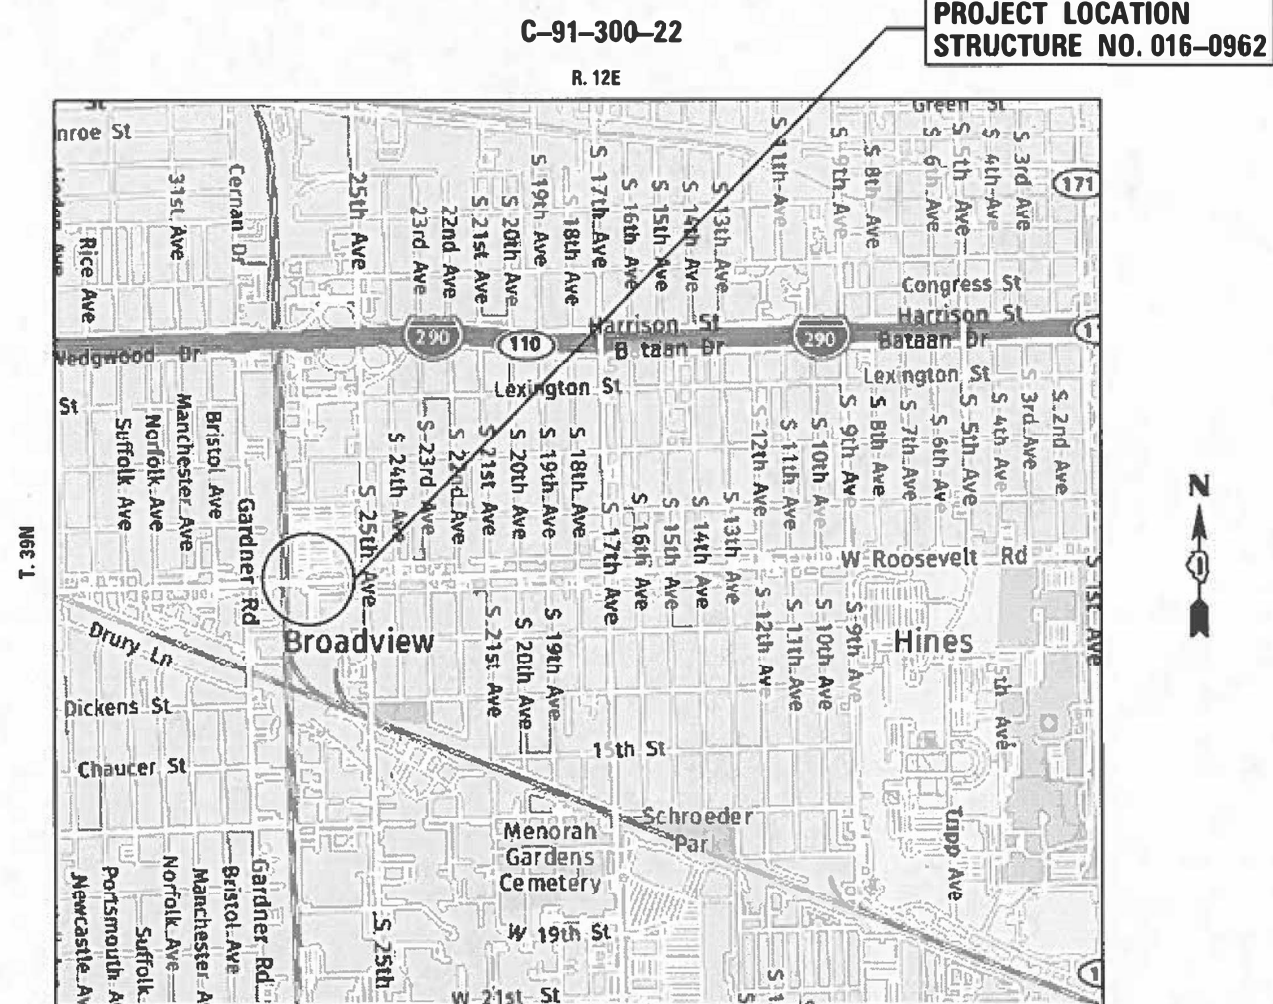 C-91-300-22
PROJECT LOCATION
STRUCTURE NO. 016-0962
R. 12E
T. 39N
N
St
nroe St
Green St
171
31st Ave
Cernan Dr
Rice Ave
25th Ave
23rd Ave
22nd Ave
S 21st Ave
S 20th Ave
S 19th Ave
S 18th Ave
S 17th Ave
S 16th Ave
S 15th Ave
S 14th Ave
S 13th Ave
S 11th Ave
S 9th Ave
S 8th Ave
S 6th Ave
S 5th Ave
S 4th Ave
S 3rd Ave
Congress St
Harrison St
Harrison St
290
110
290
Bataan Dr
B taan Dr
Wedgwood Dr
Lexington St
Lexington St
St
Suffolk Ave
Norfolk Ave
Manchester Ave
Bristol Ave
Gardner Rd
S 25th Ave
S 24th Ave
S 23rd Ave
S 22nd Ave
S 21st Ave
S 20th Ave
S 19th Ave
S 18th Ave
S 17th Ave
S 16th Ave
S 15th Ave
S 14th Ave
S 13th Ave
S 12th Ave
S 11th Ave
S 10th Ave
S 9th Ave
S 8th Ave
S 7th Ave
S 6th Ave
S 5th Ave
S 4th Ave
S 3rd Ave
S 2nd Ave
W Roosevelt Rd
S 1st Ave
Broadview
Hines
S 21st Ave
S 20th Ave
S 19th Ave
S 12th Ave
S 11th Ave
S 10th Ave
S 9th Ave
5th Ave
Drury Ln
Dickens St
Chaucer St
15th St
Schroeder
Park
Menorah
Gardens
Cemetery
Tripp Ave
W 19th St
W 21st St
Newcastle Av
Portsmouth A
Suffolk
Norfolk Ave
Manchester A
Bristol Ave
Gardner Rd
S 25th
S 1